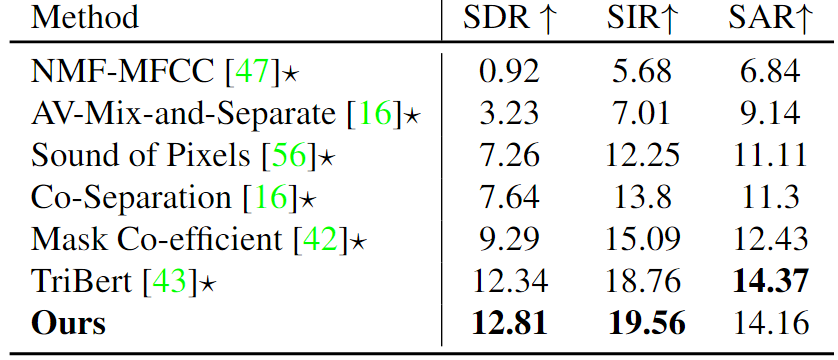 Method SDR ↑ SIR↑ SAR↑
NMF-MFCC [47]⋆ 0.92 5.68 6.84
AV-Mix-and-Separate [16]⋆ 3.23 7.01 9.14
Sound of Pixels [56]⋆ 7.26 12.25 11.11
Co-Separation [16]⋆ 7.64 13.8 11.3
Mask Co-efficient [42]⋆ 9.29 15.09 12.43
TriBert [43]⋆ 12.34 18.76 14.37
Ours 12.81 19.56 14.16